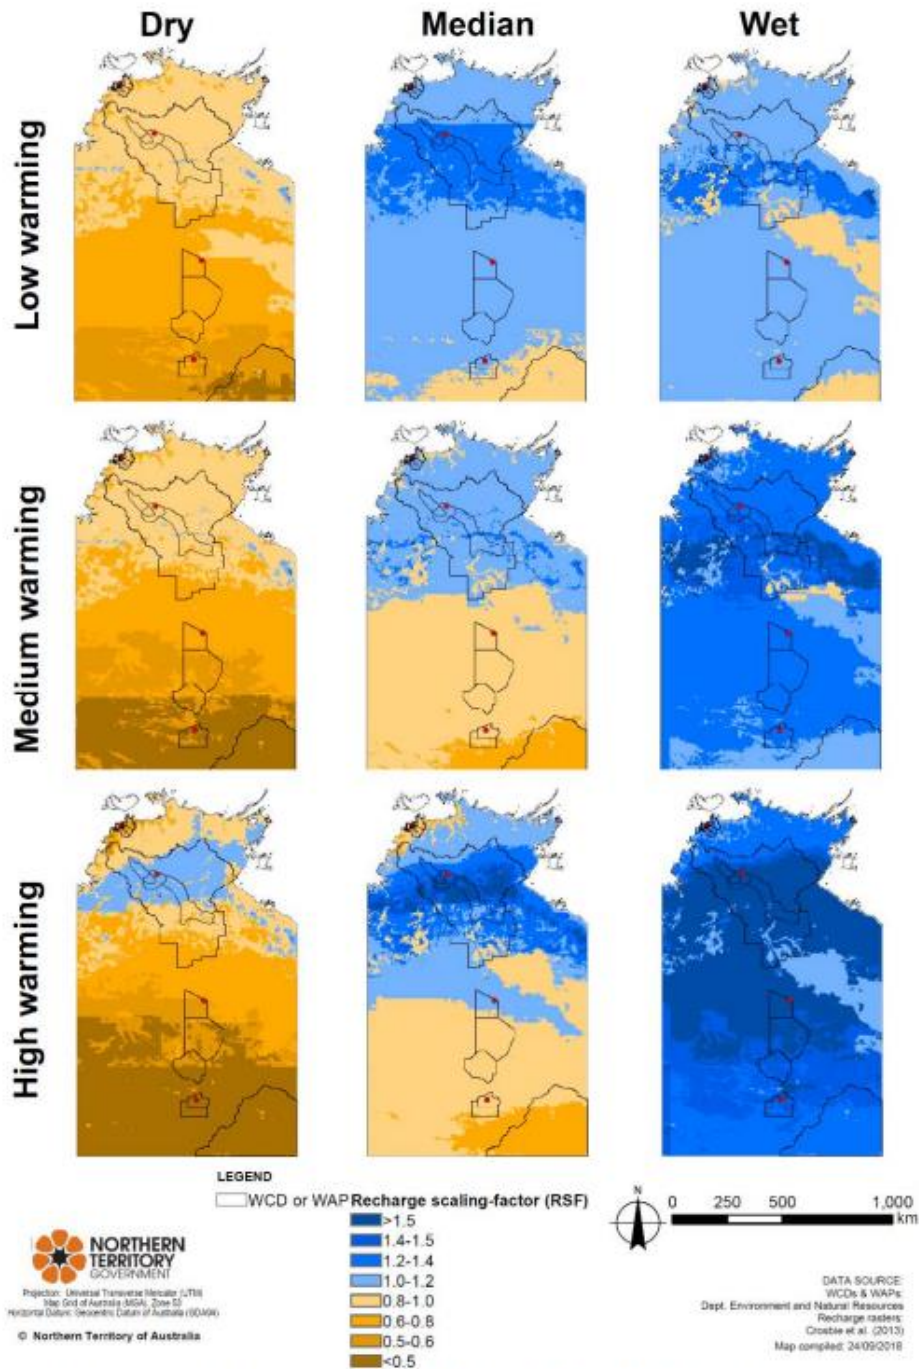 Dry
Median
Wet
Low warming
Medium warming
High warming
LEGEND
WCD or WAP
Recharge scaling-factor (RSF)
>1.5
1.4-1.5
1.2-1.4
1.0-1.2
0.8-1.0
0.6-0.8
0.5-0.6
<0.5
N
0 250 500 1,000
km
NORTHERN
TERRITORY
GOVERNMENT
Projection: Universal Transverse Mercator (UTM)
Map Grid of Australia (MGA), Zone 53
Horizontal Datum: Geocentric Datum of Australia (GDA94)
© Northern Territory of Australia
DATA SOURCE:
WCDs & WAPs:
Dept. Environment and Natural Resources
Recharge rasters:
Crosbie et al. (2013)
Map compiled: 24/09/2018